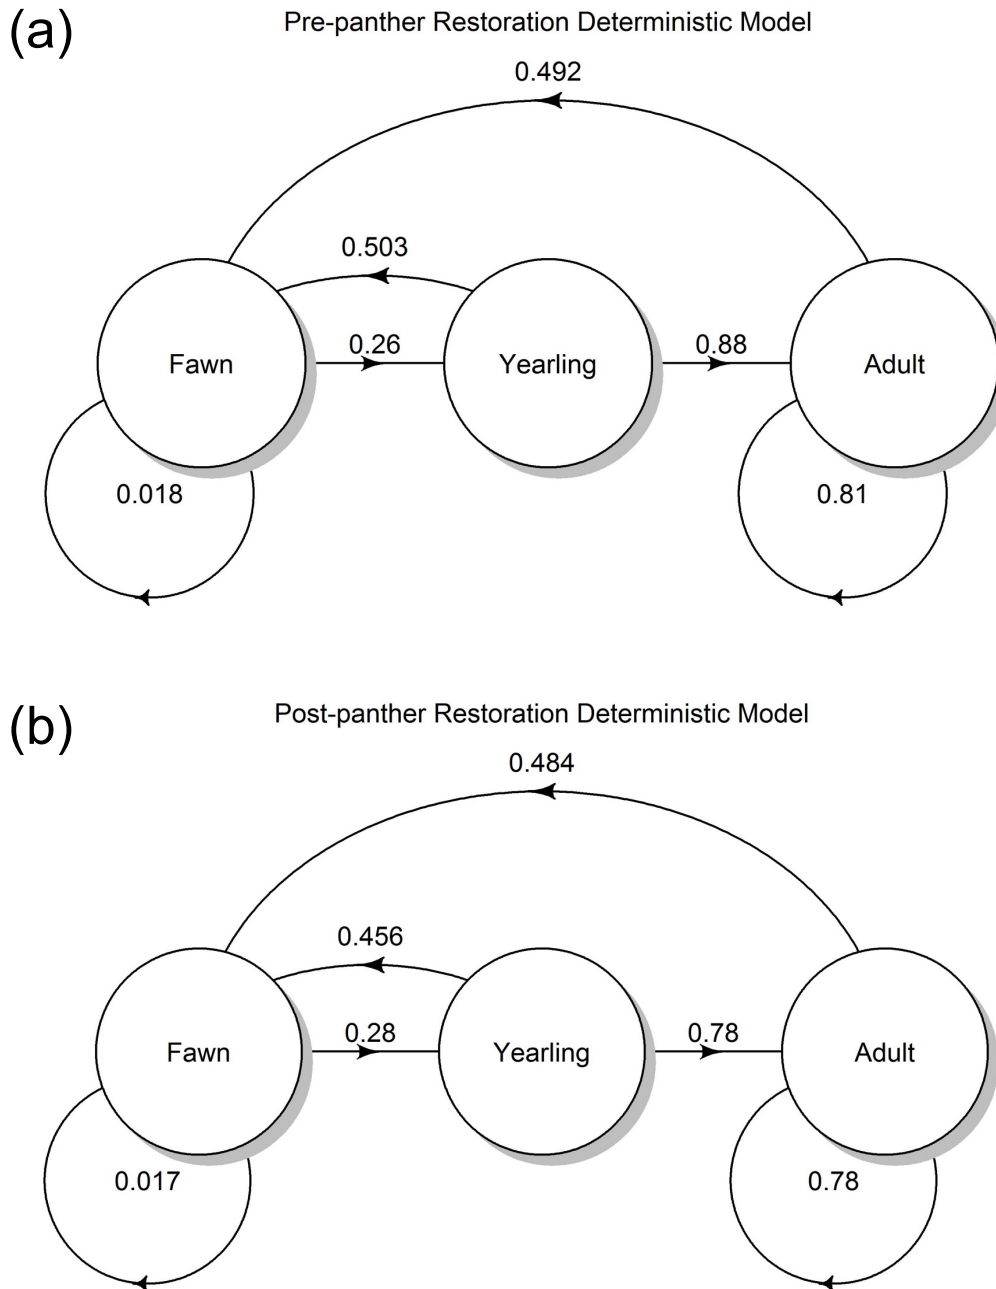 (a)
Pre-panther Restoration Deterministic Model
0.492
0.503
0.26
0.88
Fawn
Yearling
Adult
0.018
0.81
(b)
Post-panther Restoration Deterministic Model
0.484
0.456
0.28
0.78
Fawn
Yearling
Adult
0.017
0.78